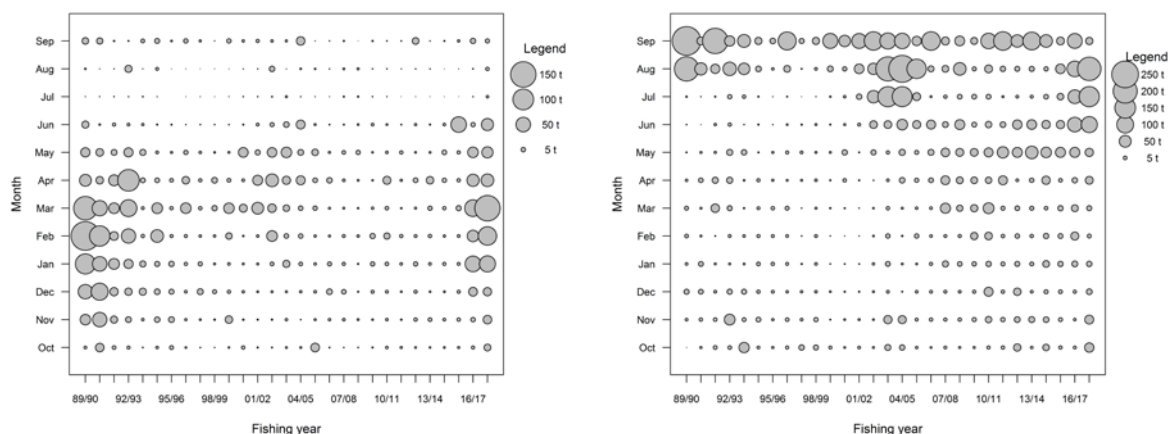 Sep
Aug
Jul
Jun
May
Apr
Mar
Feb
Jan
Dec
Nov
Oct
Month
89/90 92/93 95/96 98/99 01/02 04/05 07/08 10/11 13/14 16/17
Fishing year
Legend
150 t
100 t
50 t
5 t
Sep
Aug
Jul
Jun
May
Apr
Mar
Feb
Jan
Dec
Nov
Oct
Month
89/90 92/93 95/96 98/99 01/02 04/05 07/08 10/11 13/14 16/17
Fishing year
Legend
250 t
200 t
150 t
100 t
50 t
5 t